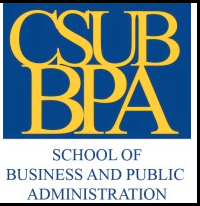 CSUB
BPA
SCHOOL OF
BUSINESS AND PUBLIC
ADMINISTRATION